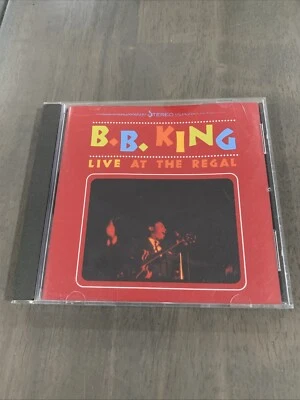 STEREO
B.B. KING
LIVE AT THE REGAL